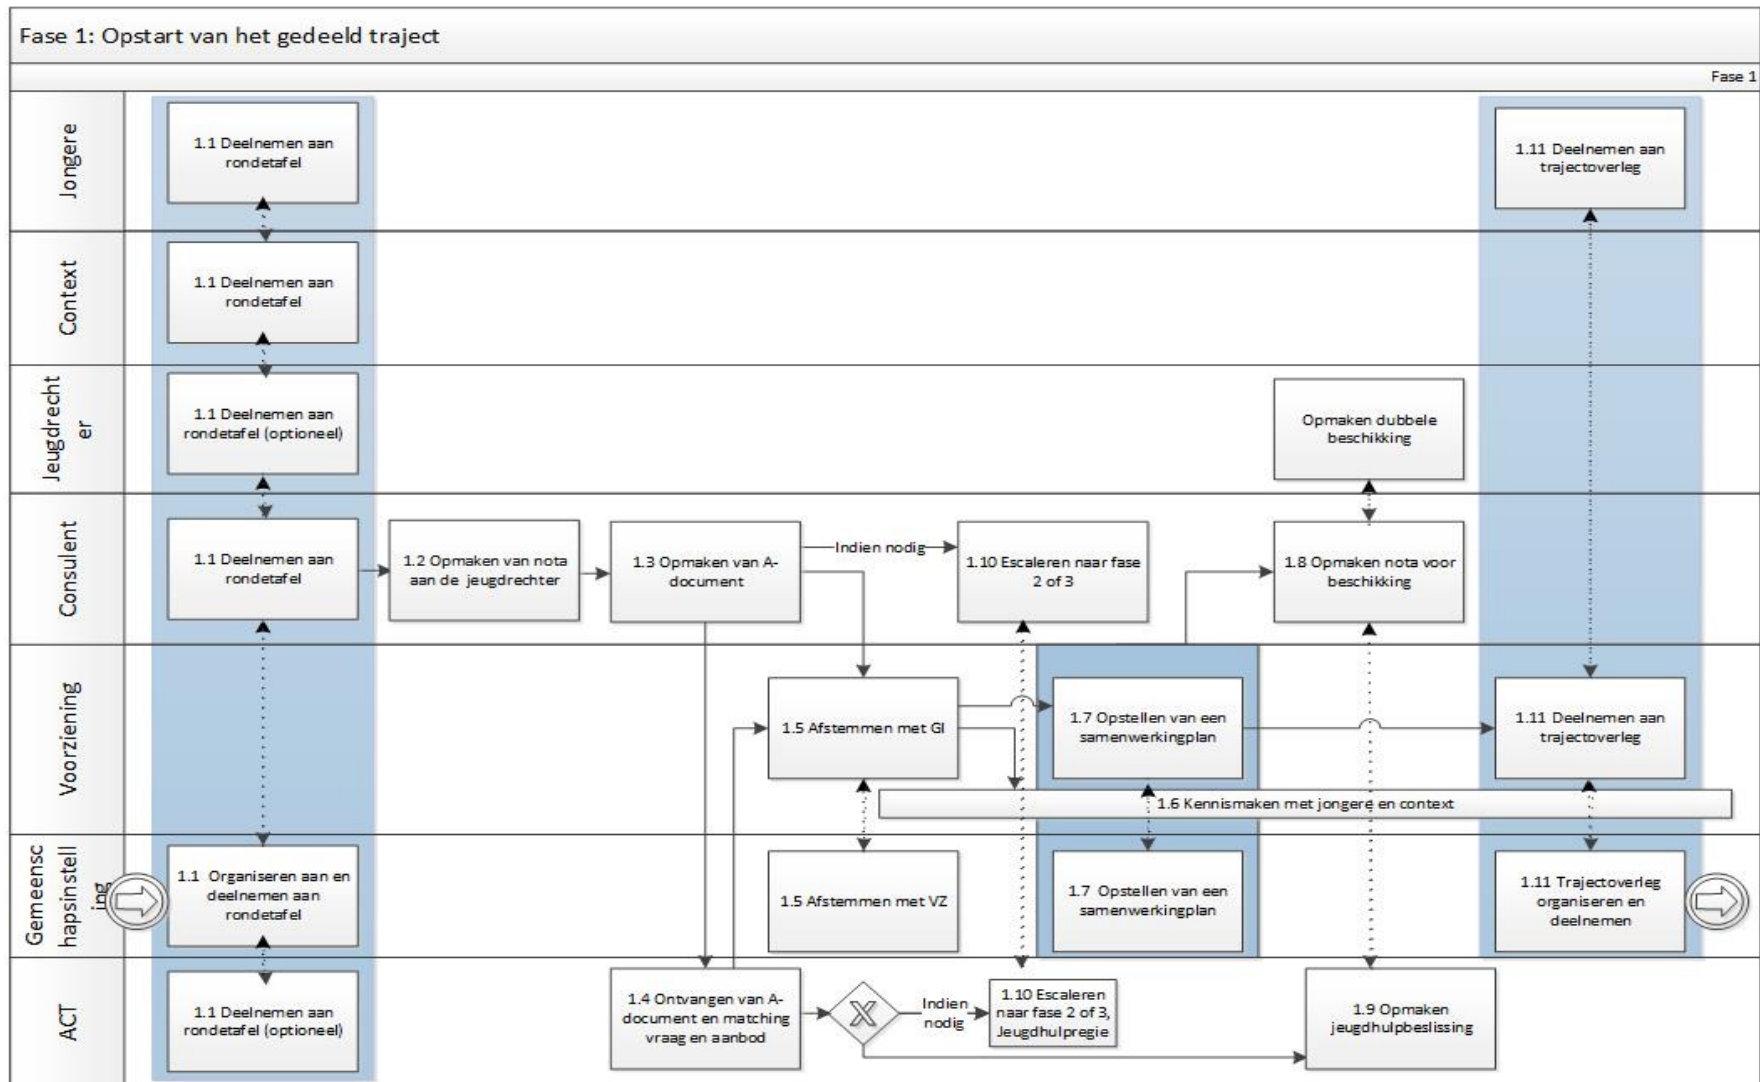 Fase 1: Opstart van het gedeeld traject
Fase 1
Jongere
1.1 Deelnemen aan
rondetafel
1.11 Deelnemen aan
trajectoverleg
Context
1.1 Deelnemen aan
rondetafel
Jeugdrecht
er
1.1 Deelnemen aan
rondetafel (optioneel)
Opmaken dubbele
beschikking
Consulent
1.1 Deelnemen aan
rondetafel
1.2 Opmaken van nota
aan de jeugdrechter
1.3 Opmaken van A-
document
Indien nodig
1.10 Escaleren naar fase
2 of 3
1.8 Opmaken nota voor
beschikking
Voorziening
1.5 Afstemmen met GI
1.7 Opstellen van een
samenwerkingplan
1.11 Deelnemen aan
trajectoverleg
1.6 Kennismaken met jongere en context
Gemeensc
hapsinstell
ing
1.1 Organiseren aan en
deelnemen aan
rondetafel
1.5 Afstemmen met VZ
1.7 Opstellen van een
samenwerkingplan
1.11 Trajectoverleg
organiseren en
deelnemen
ACT
1.1 Deelnemen aan
rondetafel (optioneel)
1.4 Ontvangen van A-
document en matching
vraag en aanbod
X
Indien
nodig
1.10 Escaleren
naar fase 2 of 3,
Jeugdhulpregie
1.9 Opmaken
jeugdhulpbeslissing